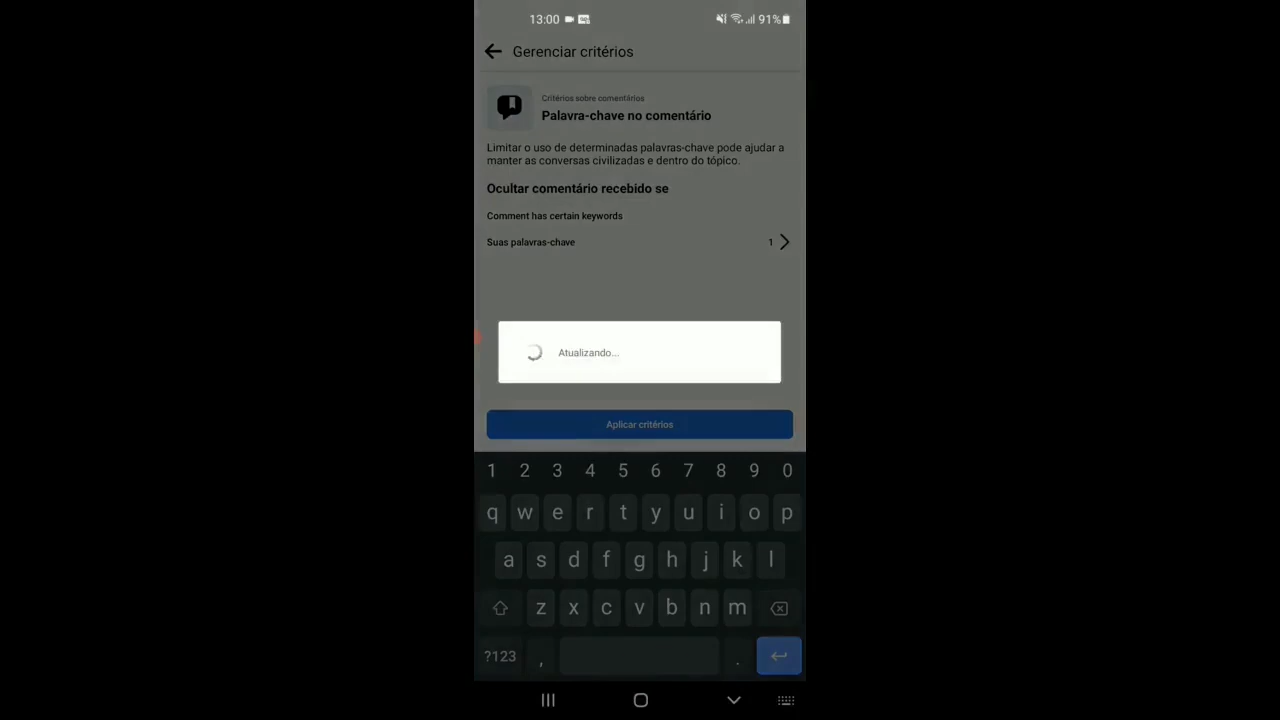 13:00 91%
Gerenciar critérios
Critérios sobre comentários
Palavra-chave no comentário
Limitar o uso de determinadas palavras-chave pode ajudar a
manter as conversas civilizadas e dentro do tópico.
Ocultar comentário recebido se
Comment has certain keywords
Suas palavras-chave 1
Atualizando...
Aplicar critérios
1 2 3 4 5 6 7 8 9 0
q w e r t y u i o p
a s d f g h j k l
z x c v b n m
?123 , .